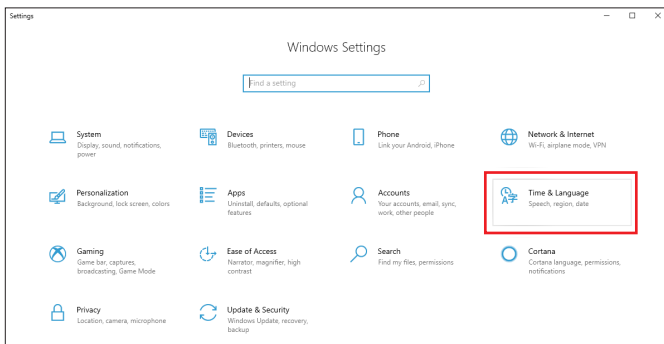 Settings
Windows Settings
Find a setting
System
Display, sound, notifications,
power
Devices
Bluetooth, printers, mouse
Phone
Link your Android, iPhone
Network & Internet
Wi-Fi, airplane mode, VPN
Personalization
Background, lock screen, colors
Apps
Uninstall, defaults, optional
features
Accounts
Your accounts, email, sync,
work, other people
Time & Language
Speech, region, date
Gaming
Game bar, captures,
broadcasting, Game Mode
Ease of Access
Narrator, magnifier, high
contrast
Search
Find my files, permissions
Cortana
Cortana language, permissions,
notifications
Privacy
Location, camera, microphone
Update & Security
Windows Update, recovery,
backup